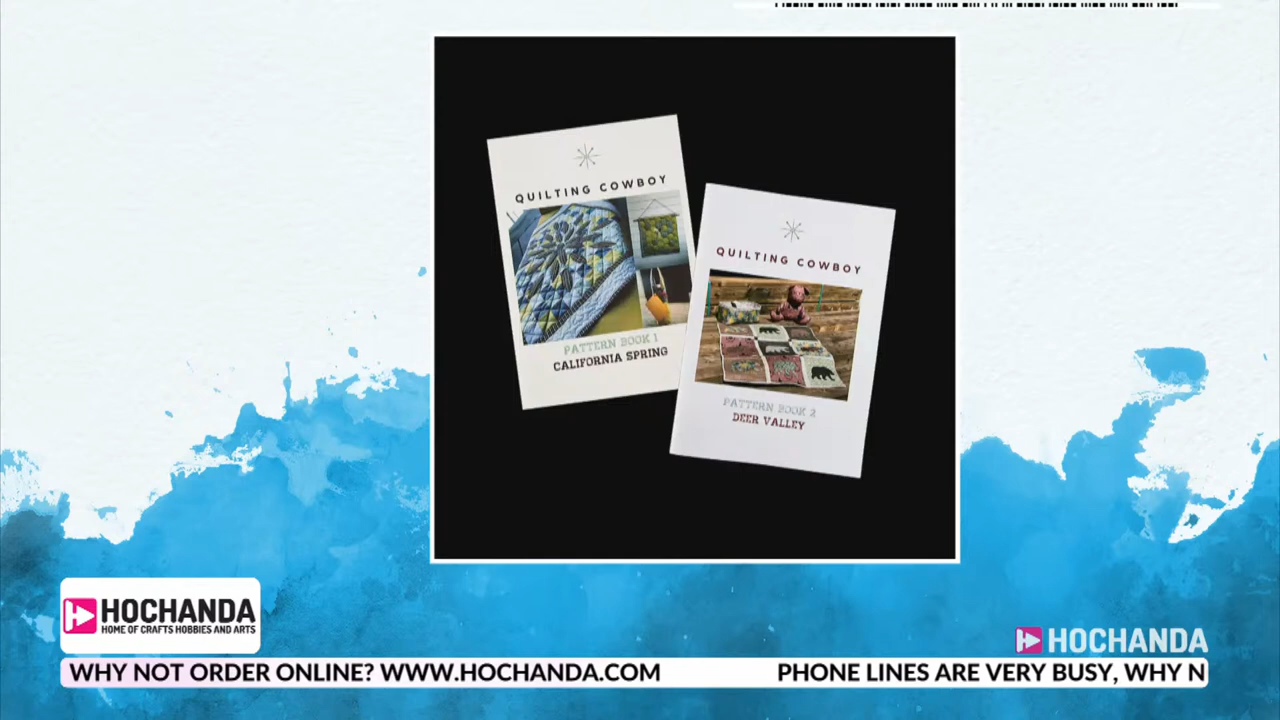 QUILTING COWBOY
PATTERN BOOK 1
CALIFORNIA SPRING
QUILTING COWBOY
PATTERN BOOK 2
DEER VALLEY
HOCHANDA
HOME OF CRAFTS HOBBIES AND ARTS
HOCHANDA
WHY NOT ORDER ONLINE? WWW.HOCHANDA.COM
PHONE LINES ARE VERY BUSY, WHY N